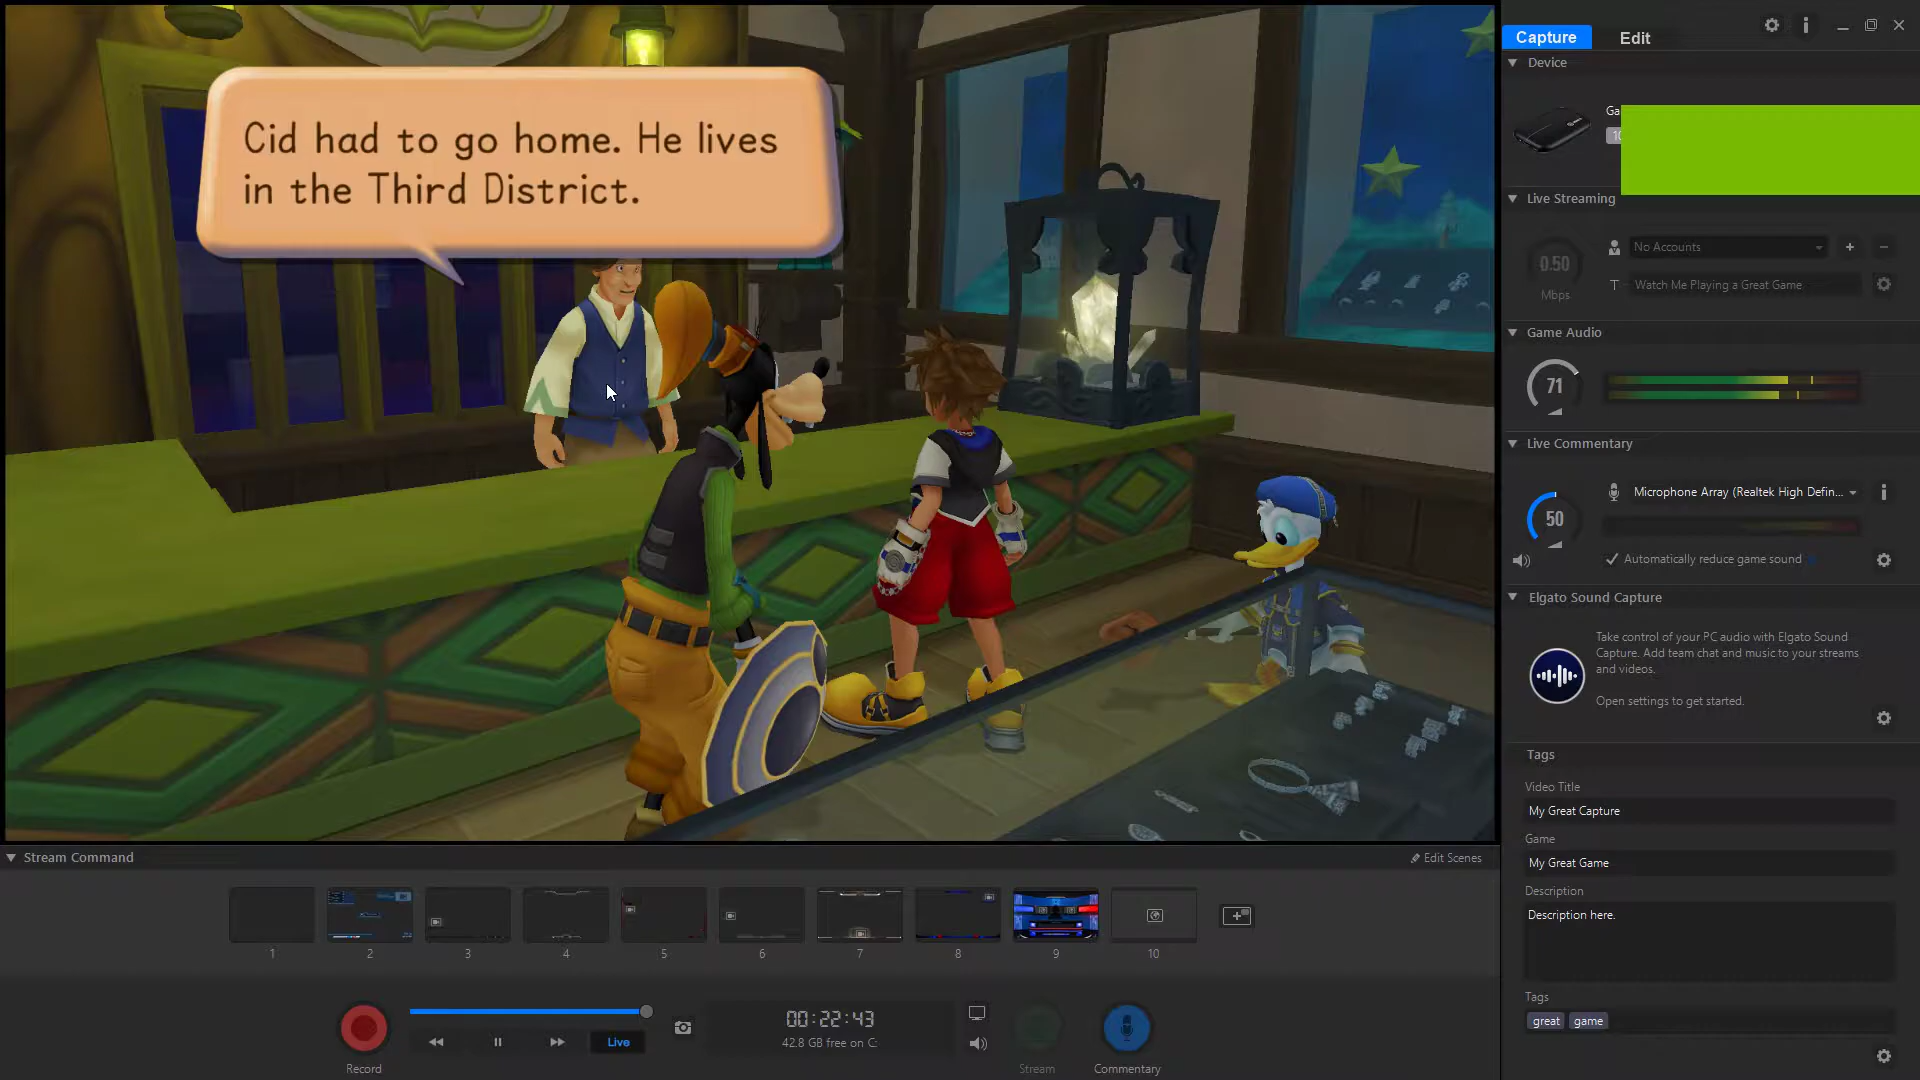 Cid had to go home. He lives
in the Third District.
Capture
Edit
Device
Ga
Live Streaming
0.50
Mbps
No Accounts
T
Watch Me Playing a Great Game.
Game Audio
71
Live Commentary
50
Microphone Array (Realtek High Defin...
Automatically reduce game sound
Elgato Sound Capture
Take control of your PC audio with Elgato Sound
Capture. Add team chat and music to your streams
and videos.
Open settings to get started.
Tags
Video Title
My Great Capture
Game
My Great Game
Description
Description here.
Tags
great game
Stream Command
Edit Scenes
1 2 3 4 5 6 7 8 9 10
Record
Live
00:22:43
42.8 GB free on C:
Stream
Commentary